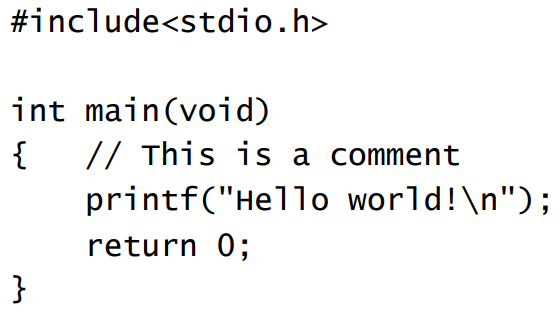 #include<stdio.h>

int main(void)
{   // This is a comment
    printf("Hello world!\n");
    return 0;
}